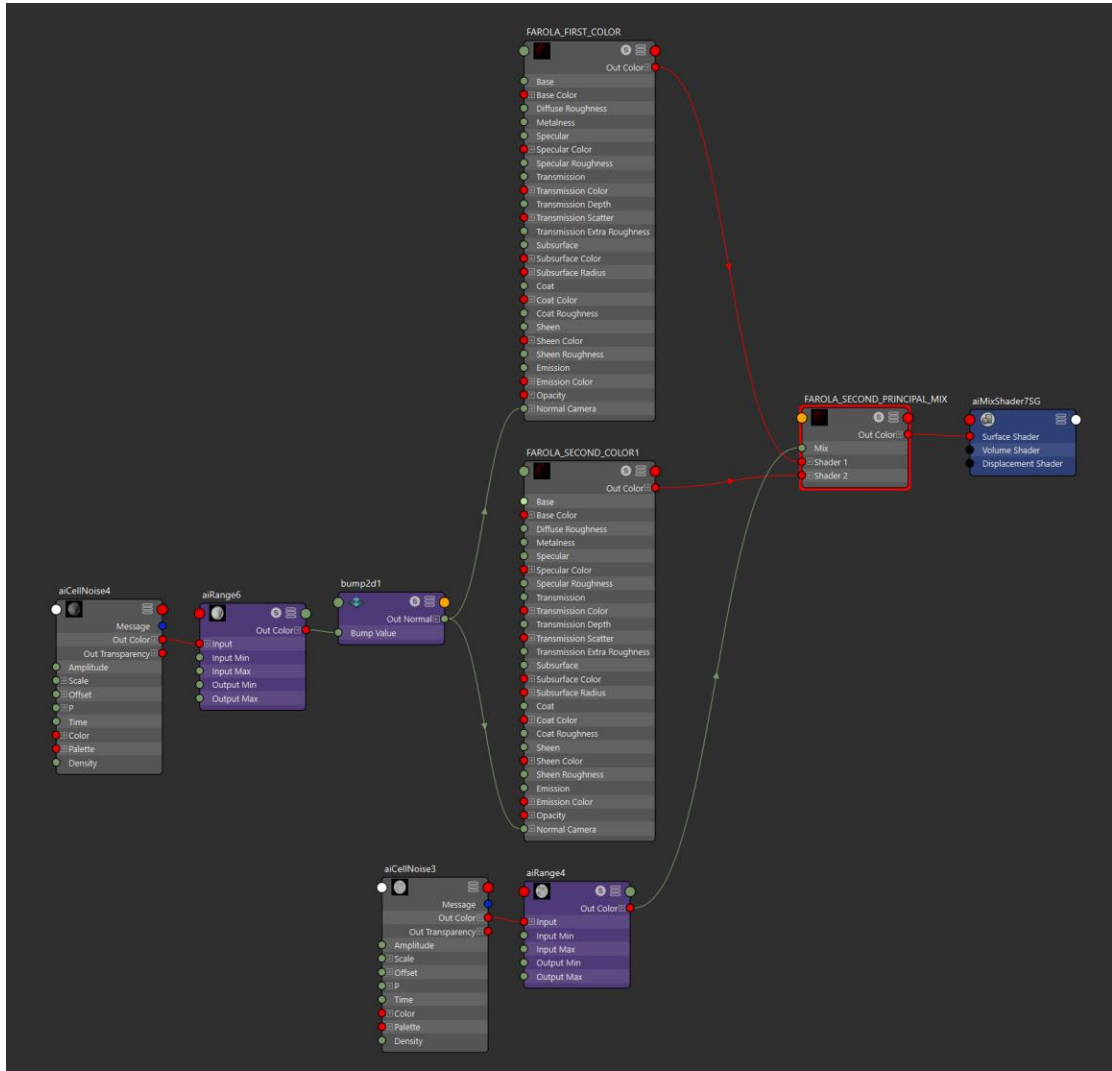 FAROLA_FIRST_COLOR
Out Color
Base
Base Color
Diffuse Roughness
Metalness
Specular
Specular Color
Specular Roughness
Transmission
Transmission Color
Transmission Depth
Transmission Scatter
Transmission Extra Roughness
Subsurface
Subsurface Color
Subsurface Radius
Coat
Coat Color
Coat Roughness
Sheen
Sheen Color
Sheen Roughness
Emission
Emission Color
Opacity
Normal Camera
FAROLA_SECOND_PRINCIPAL_MIX
Out Color
Mix
Shader 1
Shader 2
aiMixShader7SG
Surface Shader
Volume Shader
Displacement Shader
FAROLA_SECOND_COLOR1
Out Color
Base
Base Color
Diffuse Roughness
Metalness
Specular
Specular Color
Specular Roughness
Transmission
Transmission Color
Transmission Depth
Transmission Scatter
Transmission Extra Roughness
Subsurface
Subsurface Color
Subsurface Radius
Coat
Coat Color
Coat Roughness
Sheen
Sheen Color
Sheen Roughness
Emission
Emission Color
Opacity
Normal Camera
aiCellNoise4
Message
Out Color
Out Transparency
Amplitude
Scale
Offset
P
Time
Color
Palette
Density
aiRange6
Out Color
Input
Input Min
Input Max
Output Min
Output Max
bump2d1
Out Normal
Bump Value
aiCellNoise3
Message
Out Color
Out Transparency
Amplitude
Scale
Offset
P
Time
Color
Palette
Density
aiRange4
Out Color
Input
Input Min
Input Max
Output Min
Output Max